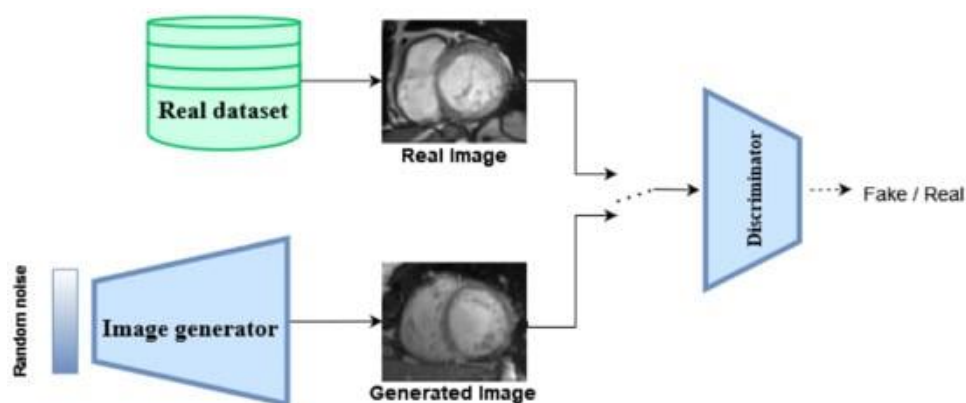 Real dataset
Real Image
Discriminator
Fake / Real
Random noise
Image generator
Generated Image